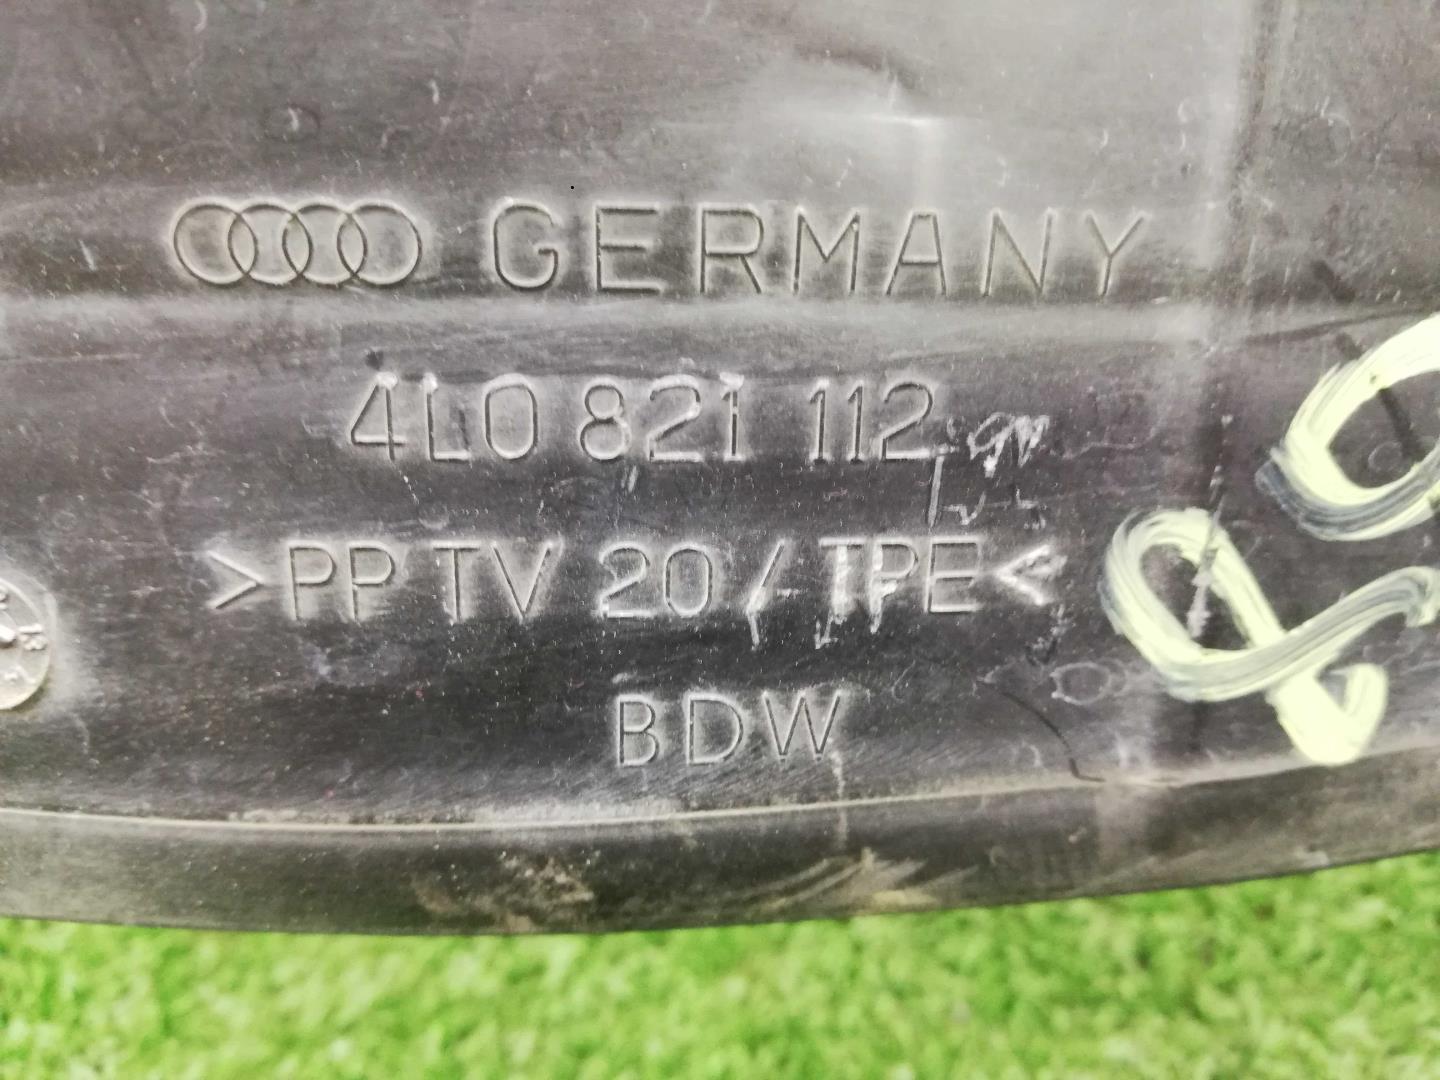 GERMANY
4L0 821 112
>PP TV 20 / TPE<
BDW